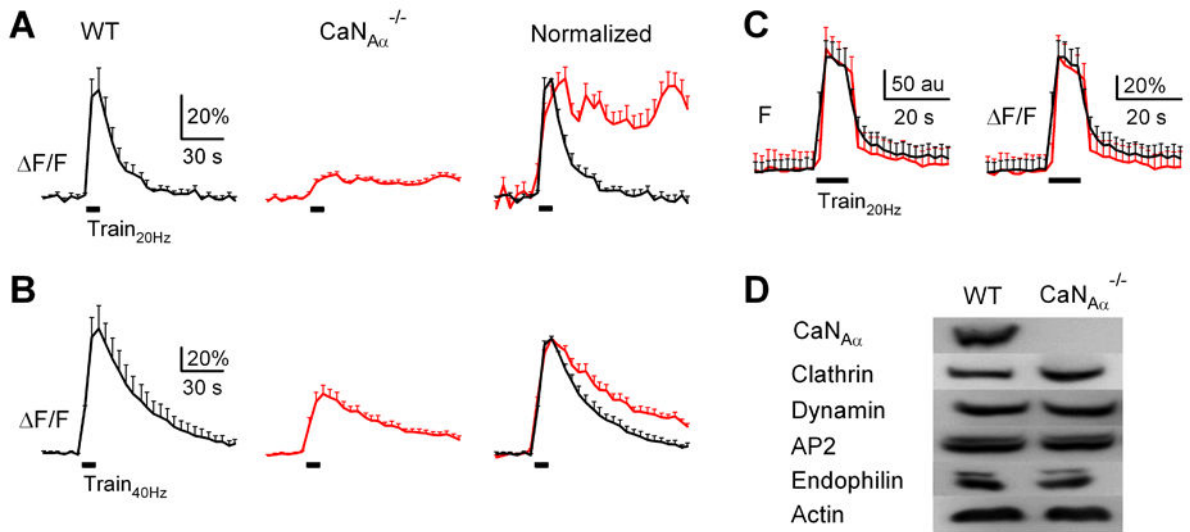 A
WT
CaNAα-/-
Normalized
ΔF/F
20%
30 s
Train20Hz
B
ΔF/F
20%
30 s
Train40Hz
C
F
50 au
20 s
ΔF/F
20%
20 s
Train20Hz
D
WT
CaNAα-/-
CaNAα
Clathrin
Dynamin
AP2
Endophilin
Actin